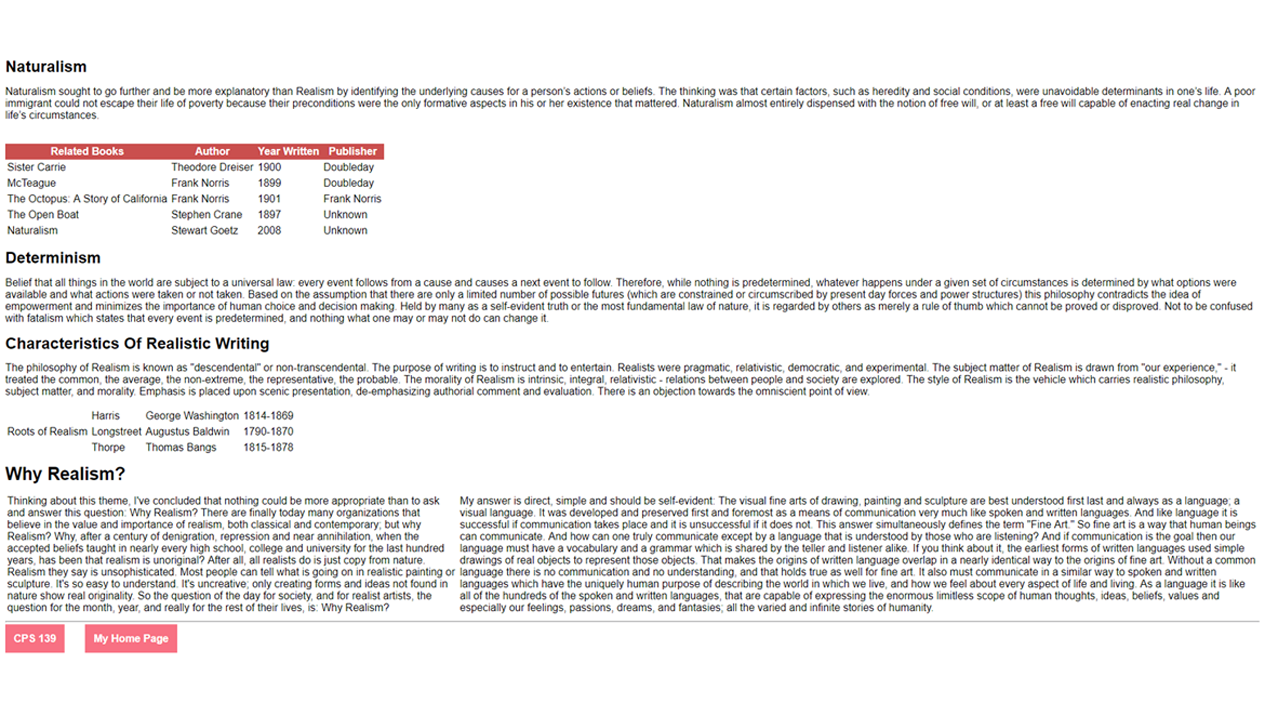 Naturalism
Naturalism sought to go further and be more explanatory than Realism by identifying the underlying causes for a person's actions or beliefs. The thinking was that certain factors, such as heredity and social conditions, were unavoidable determinants in one's life. A poor
immigrant could not escape their life of poverty because their preconditions were the only formative aspects in his or her existence that mattered. Naturalism almost entirely dispensed with the notion of free will, or at least a free will capable of enacting real change in
life's circumstances.
Related Books Author Year Written Publisher
Sister Carrie Theodore Dreiser 1900 Doubleday
McTeague Frank Norris 1899 Doubleday
The Octopus: A Story of California Frank Norris 1901 Frank Norris
The Open Boat Stephen Crane 1897 Unknown
Naturalism Stewart Goetz 2008 Unknown
Determinism
Belief that all things in the world are subject to a universal law: every event follows from a cause and causes a next event to follow. Therefore, while nothing is predetermined, whatever happens under a given set of circumstances is determined by what options were
available and what actions were taken or not taken. Based on the assumption that there are only a limited number of possible futures (which are constrained or circumscribed by present day forces and power structures) this philosophy contradicts the idea of
empowerment and minimizes the importance of human choice and decision making. Held by many as a self-evident truth or the most fundamental law of nature, it is regarded by others as merely a rule of thumb which cannot be proved or disproved. Not to be confused
with fatalism which states that every event is predetermined, and nothing what one may or may not do can change it.
Characteristics Of Realistic Writing
The philosophy of Realism is known as "descendental" or non-transcendental. The purpose of writing is to instruct and to entertain. Realists were pragmatic, relativistic, democratic, and experimental. The subject matter of Realism is drawn from "our experience," - it
treated the common, the average, the non-extreme, the representative, the probable. The morality of Realism is intrinsic, integral, relativistic - relations between people and society are explored. The style of Realism is the vehicle which carries realistic philosophy,
subject matter, and morality. Emphasis is placed upon scenic presentation, de-emphasizing authorial comment and evaluation. There is an objection towards the omniscient point of view.
Harris George Washington 1814-1869
Roots of Realism Longstreet Augustus Baldwin 1790-1870
Thorpe Thomas Bangs 1815-1878
Why Realism?
Thinking about this theme, I've concluded that nothing could be more appropriate than to ask
and answer this question: Why Realism? There are finally today many organizations that
believe in the value and importance of realism, both classical and contemporary; but why
Realism? Why, after a century of denigration, repression and near annihilation, when the
accepted beliefs taught in nearly every high school, college and university for the last hundred
years, has been that realism is unoriginal? After all, all realists do is just copy from nature.
Realism they say is unsophisticated. Most people can tell what is going on in realistic painting or
sculpture. It's so easy to understand. It's uncreative; only creating forms and ideas not found in
nature show real originality. So the question of the day for society, and for realist artists, the
question for the month, year, and really for the rest of their lives, is: Why Realism?
My answer is direct, simple and should be self-evident: The visual fine arts of drawing, painting and sculpture are best understood first last and always as a language; a
visual language. It was developed and preserved first and foremost as a means of communication very much like spoken and written languages. And like language it is
successful if communication takes place and it is unsuccessful if it does not. This answer simultaneously defines the term "Fine Art." So fine art is a way that human beings
can communicate. And how can one truly communicate except by a language that is understood by those who are listening? And if communication is the goal then our
language must have a vocabulary and a grammar which is shared by the teller and listener alike. If you think about it, the earliest forms of written languages used simple
drawings of real objects to represent those objects. That makes the origins of written language overlap in a nearly identical way to the origins of fine art. Without a common
language there is no communication and no understanding, and that holds true as well for fine art. It also must communicate in a similar way to spoken and written
languages which have the uniquely human purpose of describing the world in which we live, and how we feel about every aspect of life and living. As a language it is like
all of the hundreds of the spoken and written languages, that are capable of expressing the enormous limitless scope of human thoughts, ideas, beliefs, values and
especially our feelings, passions, dreams, and fantasies; all the varied and infinite stories of humanity.
CPS 139 My Home Page